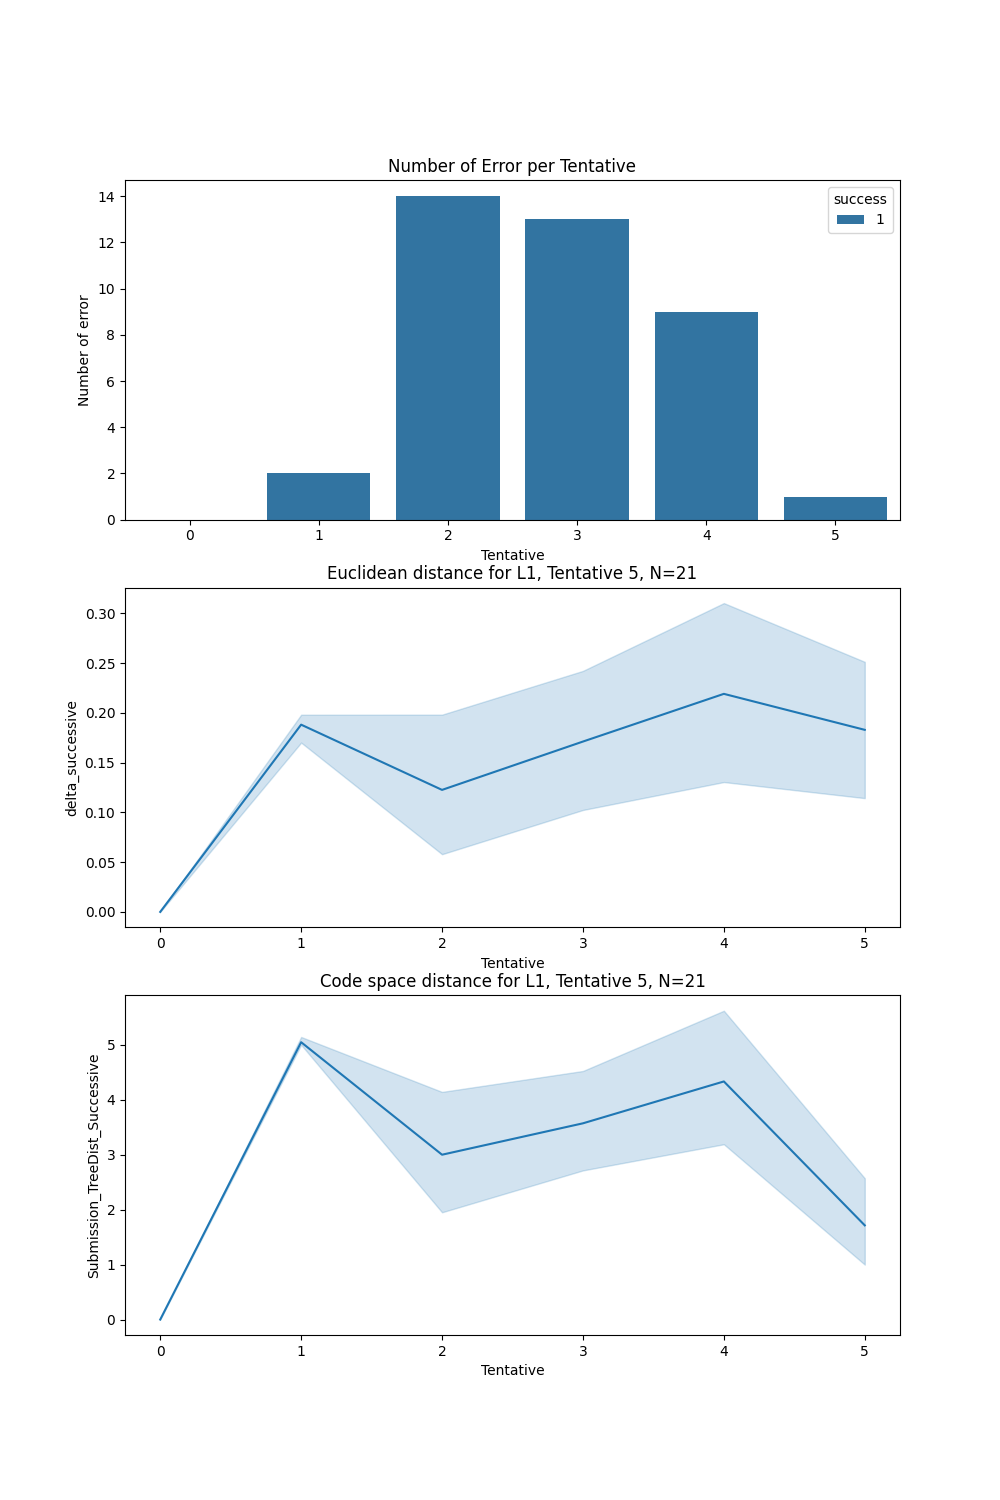 Number of Error per Tentative
success
1
14
12
10
8
6
4
2
0
Number of error
0 1 2 3 4 5
Tentative
Euclidean distance for L1, Tentative 5, N=21
0.30
0.25
0.20
0.15
0.10
0.05
0.00
delta_successive
0 1 2 3 4 5
Tentative
Code space distance for L1, Tentative 5, N=21
5
4
3
2
1
0
Submission_TreeDist_Successive
0 1 2 3 4 5
Tentative